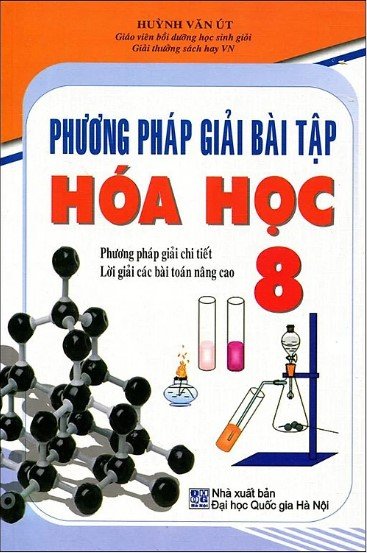 HUỲNH VĂN ÚT
Giáo viên bồi dưỡng học sinh giỏi
Giải thưởng sách hay VN
PHƯƠNG PHÁP GIẢI BÀI TẬP
HÓA HỌC
8
Phương pháp giải chi tiết
Lời giải các bài toán nâng cao
Nhà xuất bản
Đại học Quốc gia Hà Nội